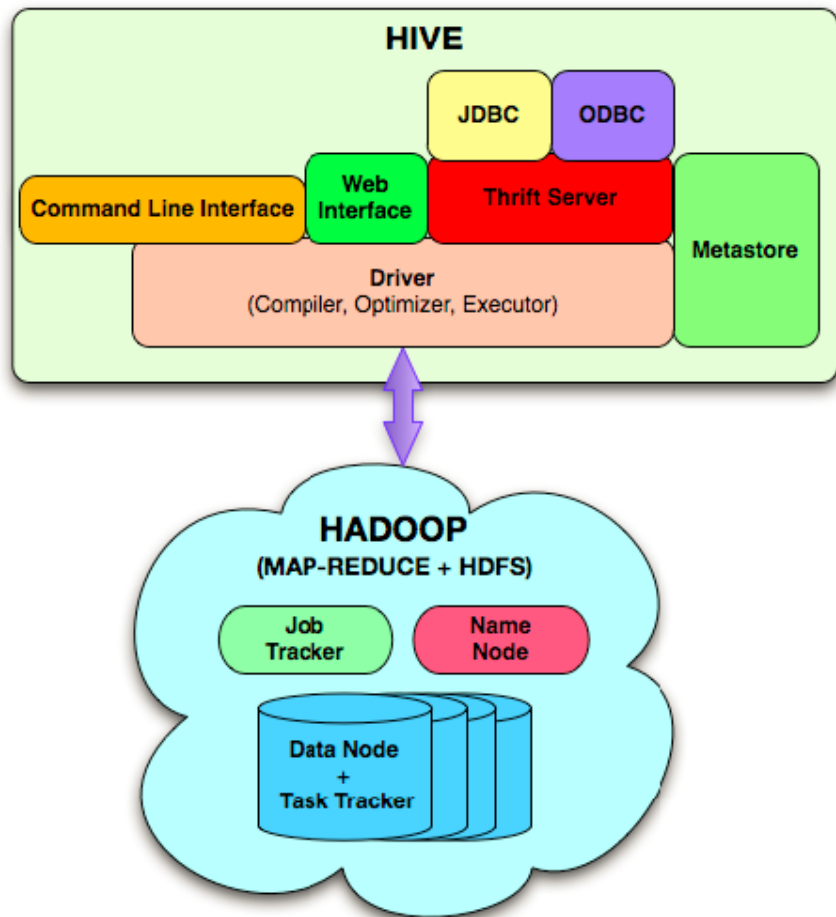 HIVE
JDBC
ODBC
Command Line Interface
Web
Interface
Thrift Server
Metastore
Driver
(Compiler, Optimizer, Executor)
HADOOP
(MAP-REDUCE + HDFS)
Job
Tracker
Name
Node
Data Node
+
Task Tracker